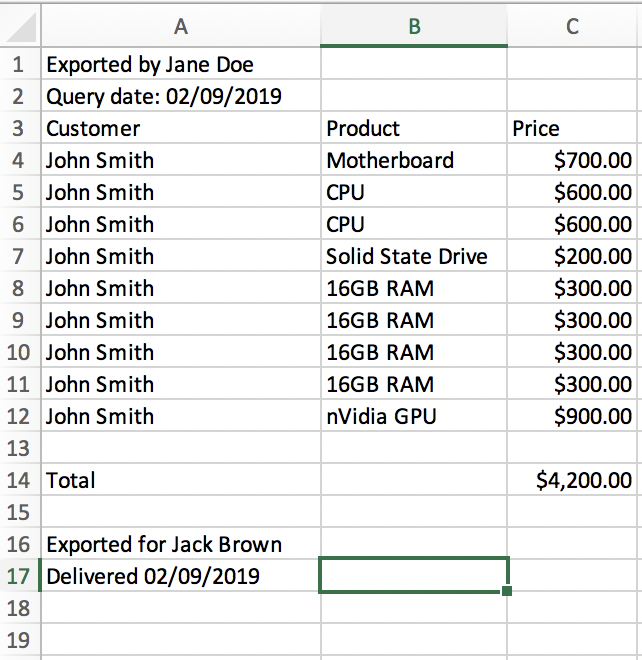 A B C
1 Exported by Jane Doe
2 Query date: 02/09/2019
3 Customer Product Price
4 John Smith Motherboard $700.00
5 John Smith CPU $600.00
6 John Smith CPU $600.00
7 John Smith Solid State Drive $200.00
8 John Smith 16GB RAM $300.00
9 John Smith 16GB RAM $300.00
10 John Smith 16GB RAM $300.00
11 John Smith 16GB RAM $300.00
12 John Smith nVidia GPU $900.00
13
14 Total $4,200.00
15
16 Exported for Jack Brown
17 Delivered 02/09/2019
18
19